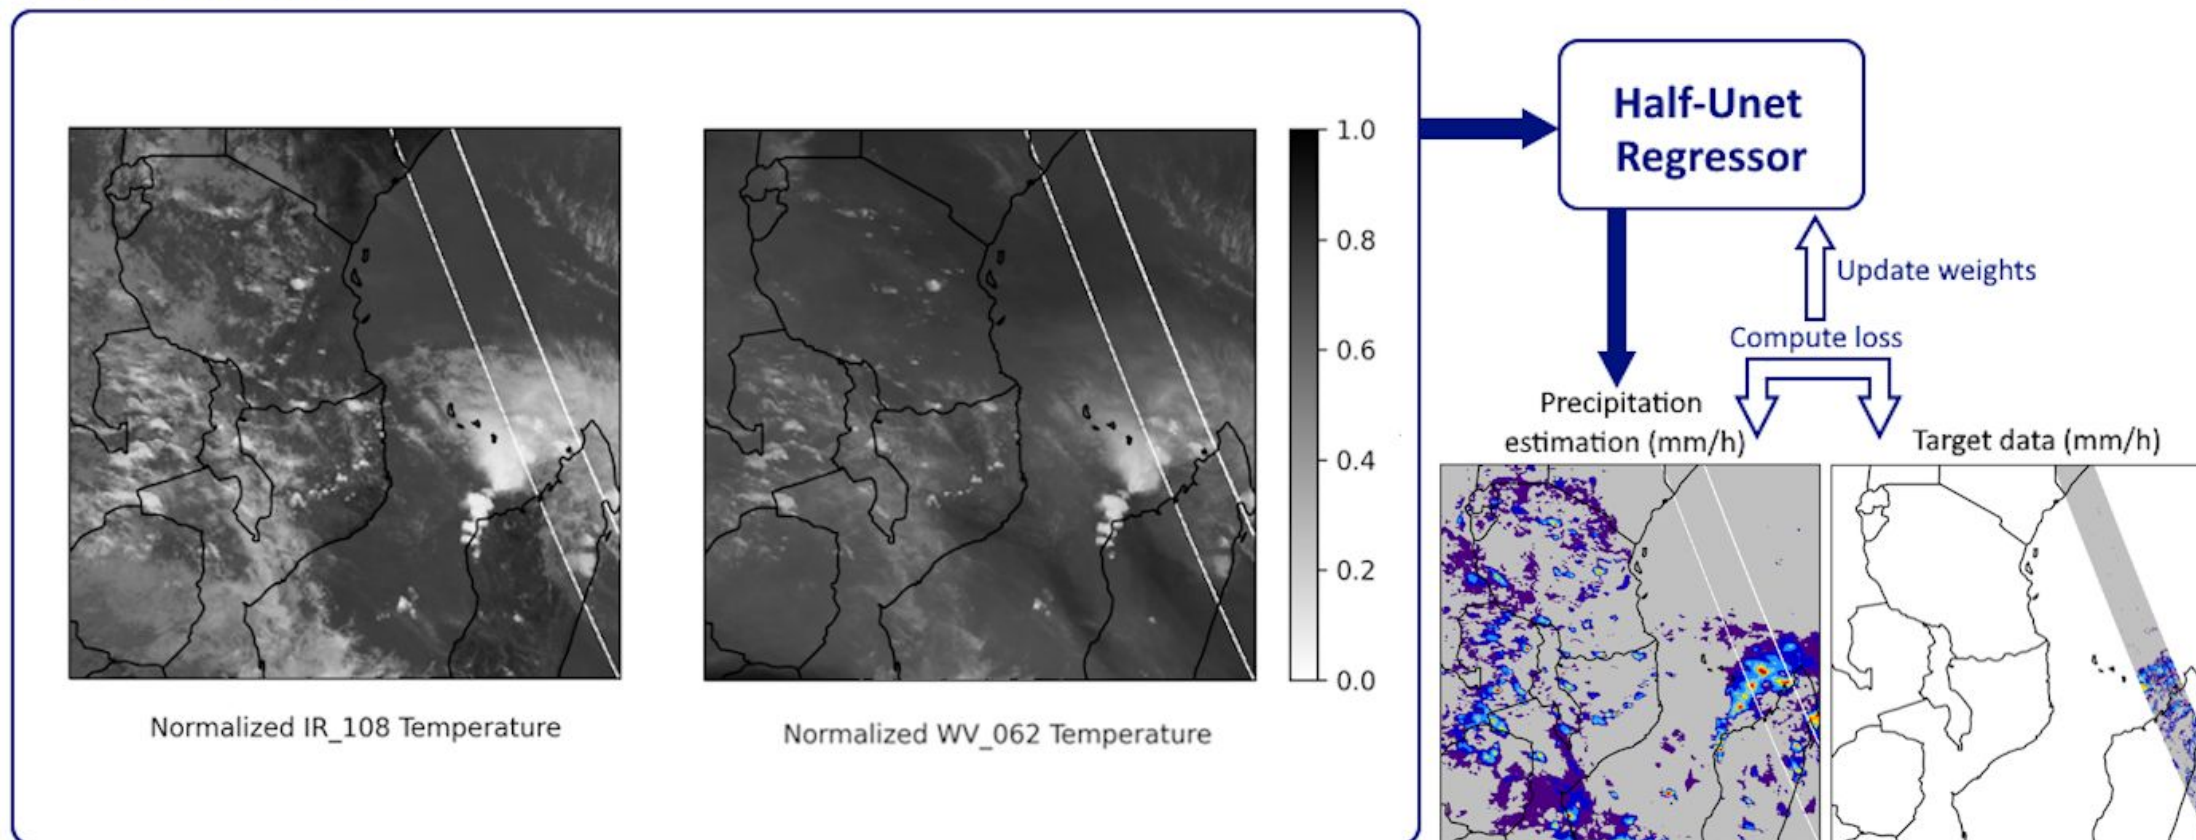 Normalized IR_108 Temperature
Normalized WV_062 Temperature
1.0
0.8
0.6
0.4
0.2
0.0
Half-Unet
Regressor
Update weights
Compute loss
Precipitation
estimation (mm/h)
Target data (mm/h)